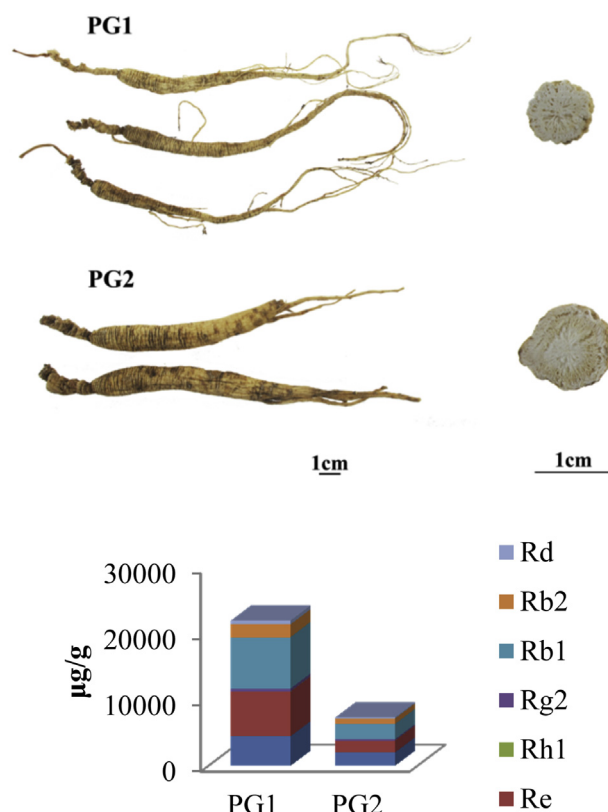 PG1
PG2
1cm
1cm
30000
20000
10000
0
µg/g
PG1
PG2
Rd
Rb2
Rb1
Rg2
Rh1
Re